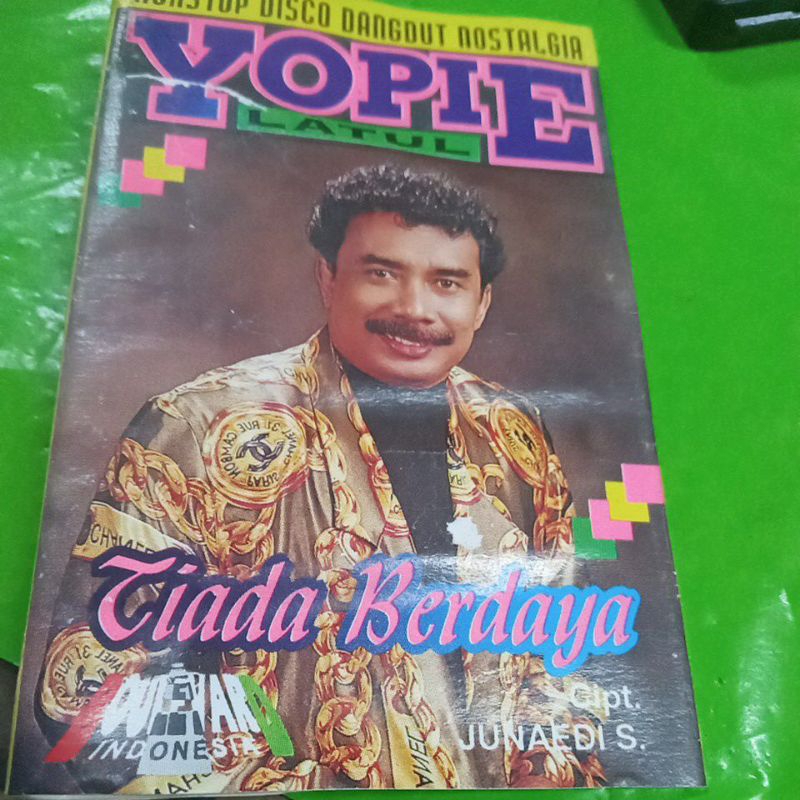 NONSTOP DISCO DANGDUT NOSTALGIA
YOPIE
LATUL
Tiada Berdaya
Cipt.
JUNAEDI S.
INDONESIA